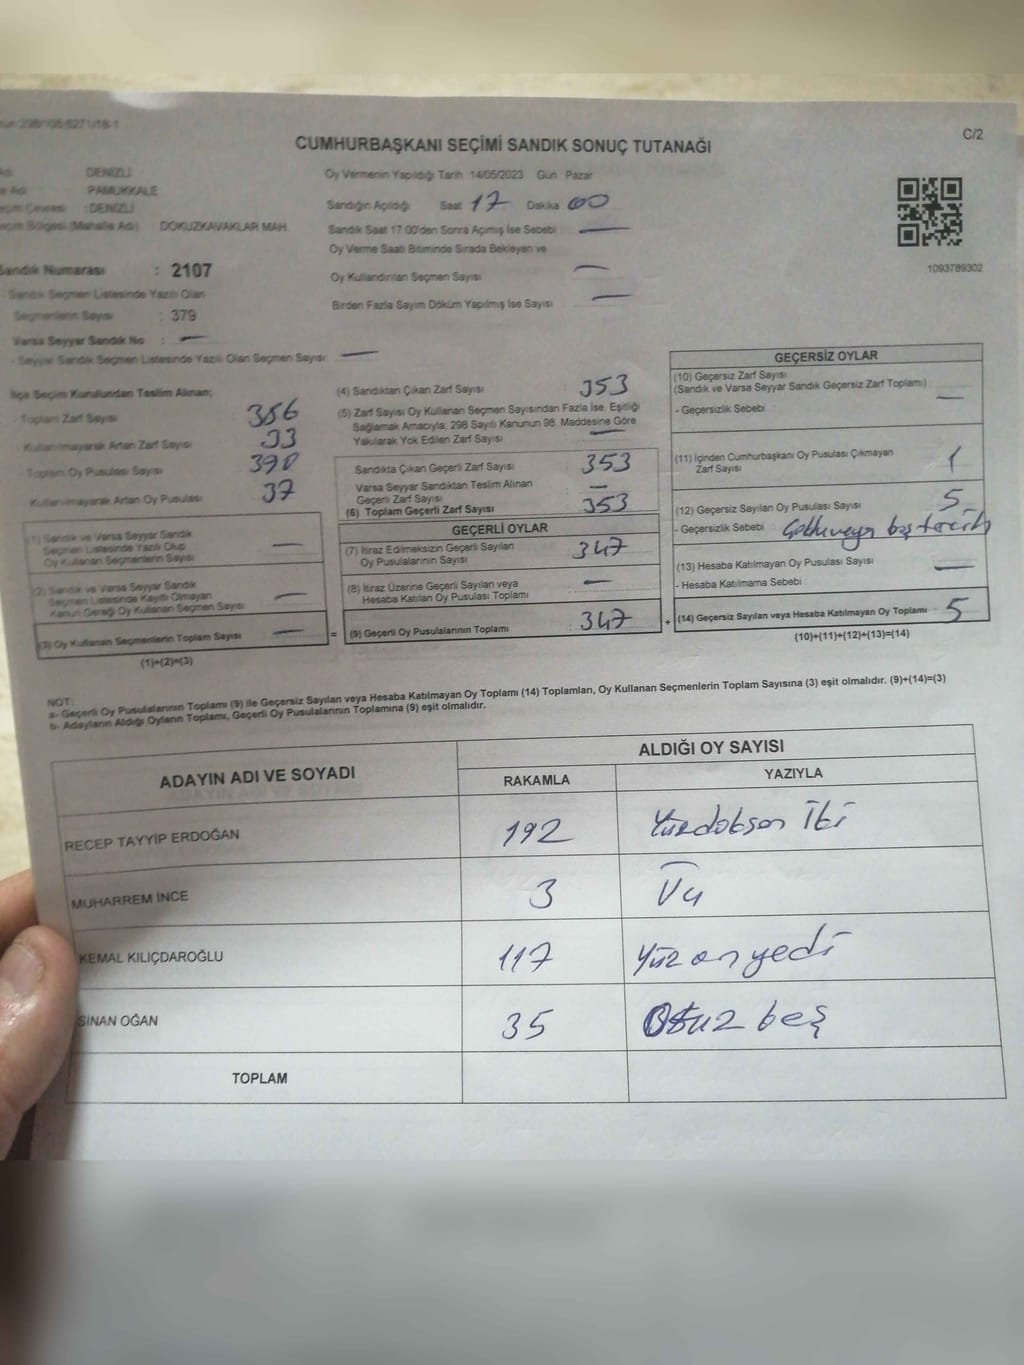 C/2
CUMHURBAŞKANI SEÇİMİ SANDIK SONUÇ TUTANAĞI
: DENİZLİ
: PAMUKKALE
: DENİZLİ
Seçim Bölgesi (Mahalle Adı) DOKUZKAVAKLAR MAH.
Sandık Numarası : 2107
- Sandık Seçmen Listesinde Yazılı Olan
Seçmenlerin Sayısı : 379
Varsa Seyyar Sandık No : —
- Seyyar Sandık Seçmen Listesinde Yazılı Olan Seçmen Sayısı: —
Oy Vermenin Yapıldığı Tarih 14/05/2023 Gün Pazar
Sandığın Açıldığı Saat 17 Dakika 00
Sandık Saat 17:00'den Sonra Açımış İse Sebebi —
Oy Verme Saati Bitiminde Sırada Bekleyen ve
Oy Kullandırılan Seçmen Sayısı —
Birden Fazla Sayım Döküm Yapılmış İse Sayısı —
1093789302
İlçe Seçim Kurulundan Teslim Alınan;
- Toplam Zarf Sayısı 386
- Kullanılmayarak Artan Zarf Sayısı 33
- Toplam Oy Pusulası Sayısı 390
Kullanılmayarak Artan Oy Pusulası 37
(1) Sandık ve Varsa Seyyar Sandık
Seçmen Listesinde Yazılı Olup
Oy Kullanan Seçmenlerin Sayısı —
(2) Sandık ve Varsa Seyyar Sandık
Seçmen Listesinde Kayıtlı Olmayan
Kanun Gereği Oy Kullanan Seçmen Sayısı —
(3) Oy Kullanan Seçmenlerin Toplam Sayısı —
(1)+(2)=(3)
(4) Sandıktan Çıkan Zarf Sayısı 353
(5) Zarf Sayısı Oy Kullanan Seçmen Sayısından Fazla İse, Eşitliği
Sağlamak Amacıyla; 298 Sayılı Kanunun 98. Maddesine Göre
Yakılarak Yok Edilen Zarf Sayısı —
Sandıkta Çıkan Geçerli Zarf Sayısı 353
Varsa Seyyar Sandıktan Teslim Alınan
Geçerli Zarf Sayısı —
(6) Toplam Geçerli Zarf Sayısı 353
GEÇERLİ OYLAR
(7) İtiraz Edilmeksizin Geçerli Sayılan
Oy Pusulalarının Sayısı 347
(8) İtiraz Üzerine Geçerli Sayılan veya
Hesaba Katılan Oy Pusulası Toplamı —
= (9) Geçerli Oy Pusulalarının Toplamı : 347 +
GEÇERSİZ OYLAR
(10) Geçersiz Zarf Sayısı
(Sandık ve Varsa Seyyar Sandık Geçersiz Zarf Toplamı) —
- Geçersizlik Sebebi
(11) İçinden Cumhurbaşkanı Oy Pusulası Çıkmayan
Zarf Sayısı 1
(12) Geçersiz Sayılan Oy Pusulası Sayısı 5
- Geçersizlik Sebebi boş tercih
(13) Hesaba Katılmayan Oy Pusulası Sayısı —
- Hesaba Katılmama Sebebi
(14) Geçersiz Sayılan veya Hesaba Katılmayan Oy Toplamı 5
(10)+(11)+(12)+(13)=(14)
NOT:
a- Geçerli Oy Pusulalarının Toplamı (9) ile Geçersiz Sayılan veya Hesaba Katılmayan Oy Toplamı (14) Toplamları, Oy Kullanan Seçmenlerin Toplam Sayısına (3) eşit olmalıdır. (9)+(14)=(3)
b- Adayların Aldığı Oyların Toplamı, Geçerli Oy Pusulalarının Toplamına (9) eşit olmalıdır.
ADAYIN ADI VE SOYADI ALDIĞI OY SAYISI
RAKAMLA YAZIYLA
RECEP TAYYİP ERDOĞAN 192 Yüzdoksan İki
MUHARREM İNCE 3 Üç
KEMAL KILIÇDAROĞLU 117 Yüz on yedi
SİNAN OĞAN 35 Otuz beş
TOPLAM